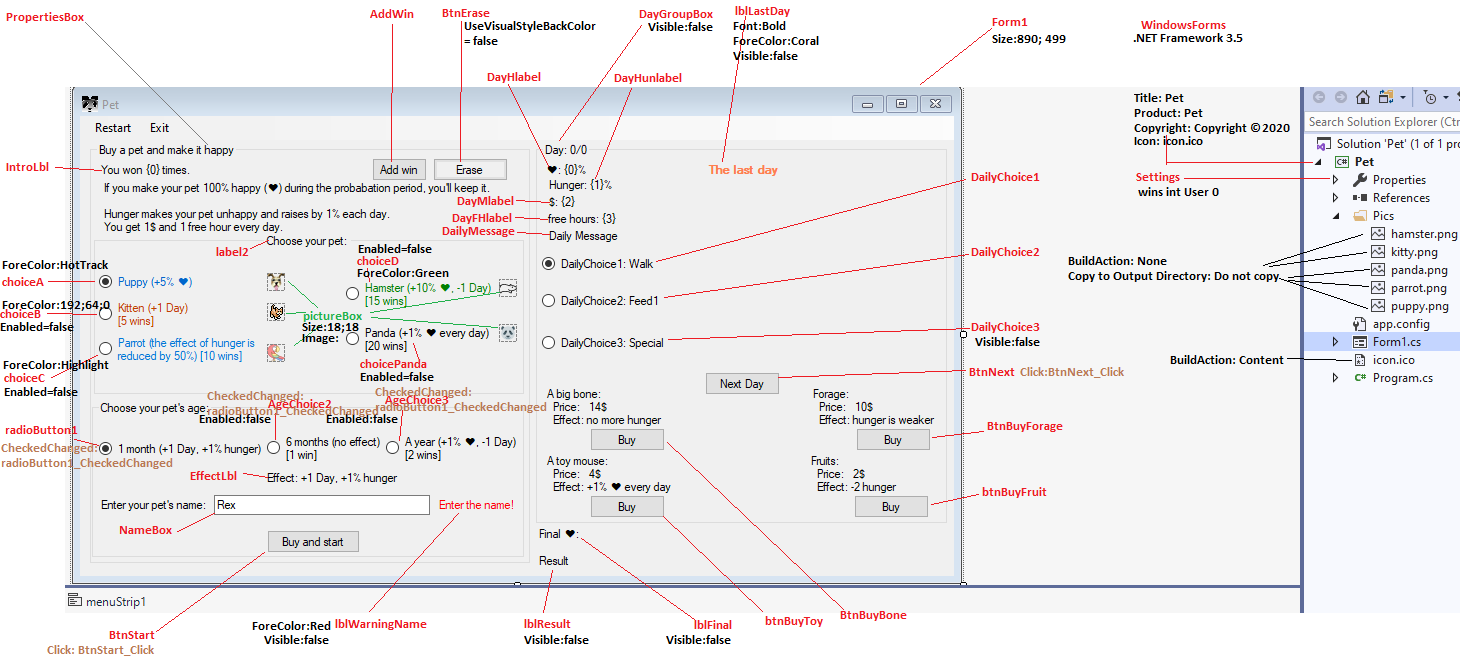 PropertiesBox
AddWin
BtnErase
UseVisualStyleBackColor
= false
DayGroupBox
Visible:false
lblLastDay
Font:Bold
ForeColor:Coral
Visible:false
Form1
Size:890; 499
WindowsForms
.NET Framework 3.5
DayHlabel
DayHunlabel
Title: Pet
Product: Pet
Copyright: Copyright ©2020
Icon: icon.ico
Pet
Restart Exit
Search Solution Explorer (Ctr
Solution 'Pet' (1 of 1 pro
C# Pet
Properties
References
Pics
hamster.png
kitty.png
panda.png
parrot.png
puppy.png
app.config
Form1.cs
icon.ico
C# Program.cs
Settings
wins int User 0
BuildAction: None
Copy to Output Directory: Do not copy
BuildAction: Content
Buy a pet and make it happy
IntroLbl
You won {0} times.
Add win
Erase
If you make your pet 100% happy (♥) during the probabation period, you'll keep it.
Hunger makes your pet unhappy and raises by 1% each day.
You get 1$ and 1 free hour every day.
Day: 0/0
♥: {0}%
The last day
Hunger: {1}%
DayMlabel
$: {2}
DayFHlabel
free hours: {3}
DailyMessage
Daily Message
DailyChoice1
DailyChoice1: Walk
DailyChoice2
DailyChoice2: Feed1
DailyChoice3
Visible:false
DailyChoice3: Special
label2
Choose your pet:
Enabled=false
choiceD
ForeColor:Green
ForeColor:HotTrack
choiceA
Puppy (+5% ♥)
Hamster (+10% ♥, -1 Day)
[15 wins]
ForeColor:192;64;0
choiceB
Enabled=false
Kitten (+1 Day)
[5 wins]
pictureBox
Size:18;18
Image:
Panda (+1% ♥ every day)
[20 wins]
ForeColor:Highlight
choiceC
Enabled=false
Parrot (the effect of hunger is
reduced by 50%) [10 wins]
choicePanda
Enabled=false
Next Day
BtnNext Click:BtnNext_Click
CheckedChanged:
radioButton1_CheckedChanged
CheckedChanged:
radioButton1_CheckedChanged
Choose your pet's age:
AgeChoice2
Enabled:false
AgeChoice3
Enabled:false
radioButton1
CheckedChanged:
radioButton1_CheckedChanged
1 month (+1 Day, +1% hunger)
6 months (no effect)
[1 win]
A year (+1% ♥, -1 Day)
[2 wins]
EffectLbl
Effect: +1 Day, +1% hunger
A big bone:
Price: 14$
Effect: no more hunger
Buy
Forage:
Price: 10$
Effect: hunger is weaker
Buy
BtnBuyForage
A toy mouse:
Price: 4$
Effect: +1% ♥ every day
Buy
Fruits:
Price: 2$
Effect: -2 hunger
Buy
btnBuyFruit
Enter your pet's name:
Rex
Enter the name!
NameBox
Buy and start
Final ♥:
Result
menuStrip1
BtnStart
Click: BtnStart_Click
ForeColor:Red lblWarningName
Visible:false
lblResult
Visible:false
lblFinal
Visible:false
btnBuyToy
BtnBuyBone